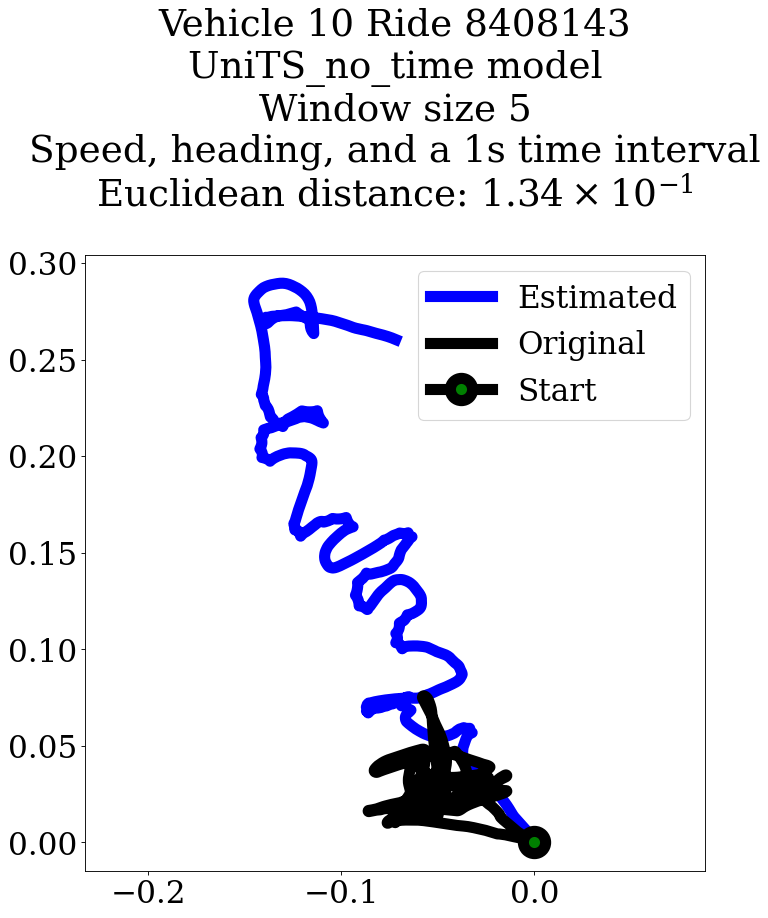 Vehicle 10 Ride 8408143
UniTS_no_time model
Window size 5
Speed, heading, and a 1s time interval
Euclidean distance: 1.34 × 10⁻¹
0.30
0.25
0.20
0.15
0.10
0.05
0.00
Estimated
Original
Start
−0.2
−0.1
0.0